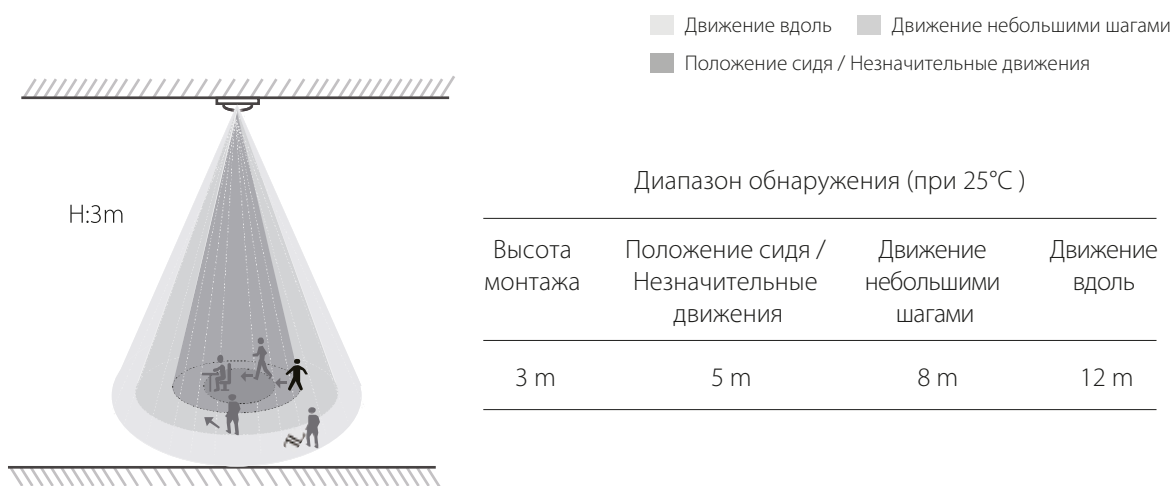 Движение вдоль
Движение небольшими шагами
Положение сидя / Незначительные движения
H:3m
Диапазон обнаружения (при 25°C )
Высота
монтажа
Положение сидя /
Незначительные
движения
Движение
небольшими
шагами
Движение
вдоль
3 m
5 m
8 m
12 m